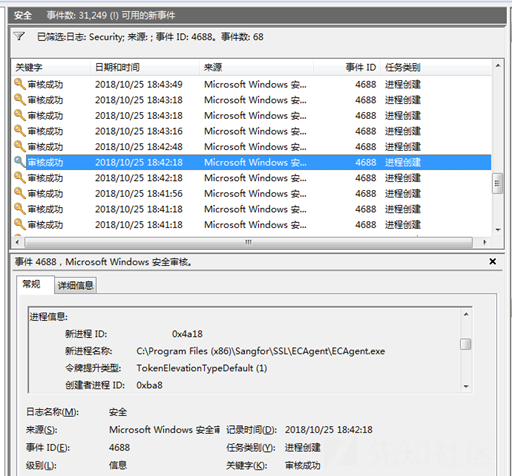 安全 事件数: 31,249 (!) 可用的新事件
已筛选:日志: Security; 来源: ; 事件 ID: 4688。事件数: 68
关键字 日期和时间 来源 事件 ID 任务类别
审核成功 2018/10/25 18:43:49 Microsoft Windows 安... 4688 进程创建
审核成功 2018/10/25 18:43:18 Microsoft Windows 安... 4688 进程创建
审核成功 2018/10/25 18:43:18 Microsoft Windows 安... 4688 进程创建
审核成功 2018/10/25 18:43:16 Microsoft Windows 安... 4688 进程创建
审核成功 2018/10/25 18:42:48 Microsoft Windows 安... 4688 进程创建
审核成功 2018/10/25 18:42:18 Microsoft Windows 安... 4688 进程创建
审核成功 2018/10/25 18:42:18 Microsoft Windows 安... 4688 进程创建
审核成功 2018/10/25 18:41:56 Microsoft Windows 安... 4688 进程创建
审核成功 2018/10/25 18:41:18 Microsoft Windows 安... 4688 进程创建
审核成功 2018/10/25 18:41:18 Microsoft Windows 安... 4688 进程创建
事件 4688，Microsoft Windows 安全审核。
常规 详细信息
进程信息:
新进程 ID: 0x4a18
新进程名称: C:\Program Files (x86)\Sangfor\SSL\ECAgent\ECAgent.exe
令牌提升类型: TokenElevationTypeDefault (1)
创建者进程 ID: 0xba8
日志名称(M): 安全
来源(S): Microsoft Windows 安全审 记录时间(D): 2018/10/25 18:42:18
事件 ID(E): 4688 任务类别(Y): 进程创建
级别(L): 信息 关键字(K): 审核成功